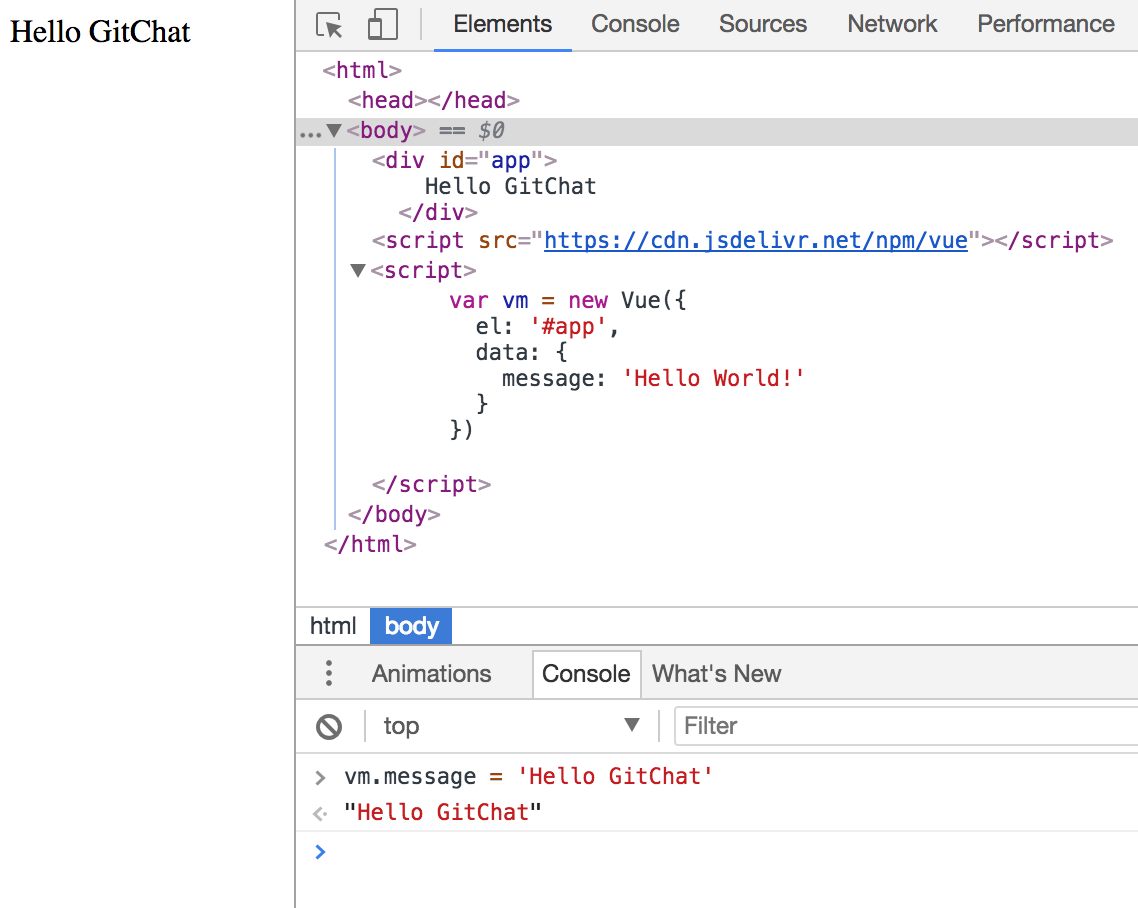 Hello GitChat
Elements Console Sources Network Performance
<html>
<head></head>
... ▼ <body> == $0
<div id="app">
Hello GitChat
</div>
<script src="https://cdn.jsdelivr.net/npm/vue"></script>
▼ <script>
var vm = new Vue({
el: '#app',
data: {
message: 'Hello World!'
}
})
</script>
</body>
</html>
html body
Animations Console What's New
top ▼ Filter
> vm.message = 'Hello GitChat'
<· "Hello GitChat"
>